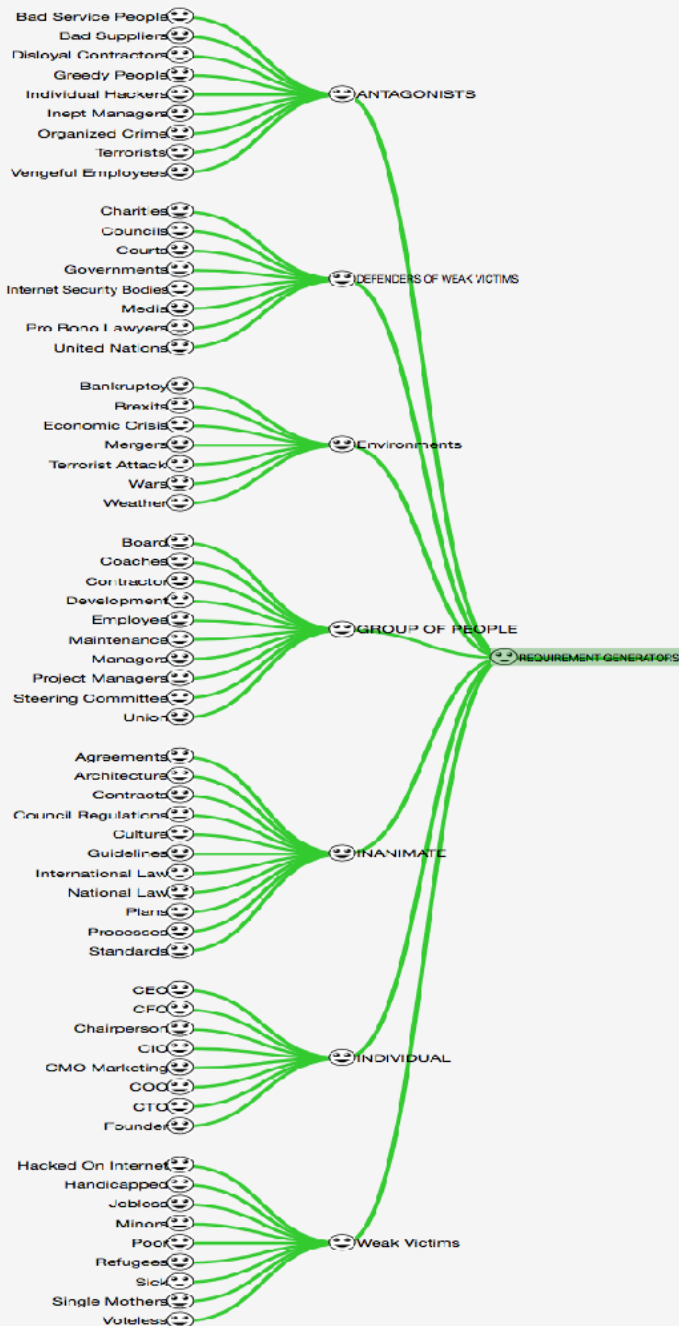 Bad Service People
Bad Suppliers
Disloyal Contractors
Greedy People
Individual Hackers
Inept Managers
Organized Crime
Terrorists
Vengeful Employees
ANTAGONISTS
Charities
Councils
Courts
Governments
Internet Security Bodies
Media
Pro Bono Lawyers
United Nations
DEFENDERS OF WEAK VICTIMS
Bankruptcy
Brexits
Economic Crisis
Mergers
Terrorist Attack
Wars
Weather
Environments
Board
Coaches
Contractor
Development
Employee
Maintenance
Managers
Project Managers
Steering Committee
Union
GROUP OF PEOPLE
REQUIREMENT GENERATORS
Agreements
Architecture
Contracts
Council Regulations
Culture
Guidelines
International Law
National Law
Plans
Processes
Standards
INANIMATE
CEO
CFO
Chairperson
CIO
CMO Marketing
COO
CTO
Founder
INDIVIDUAL
Hacked On Internet
Handicapped
Jobless
Minors
Poor
Refugees
Sick
Single Mothers
Voteless
Weak Victims